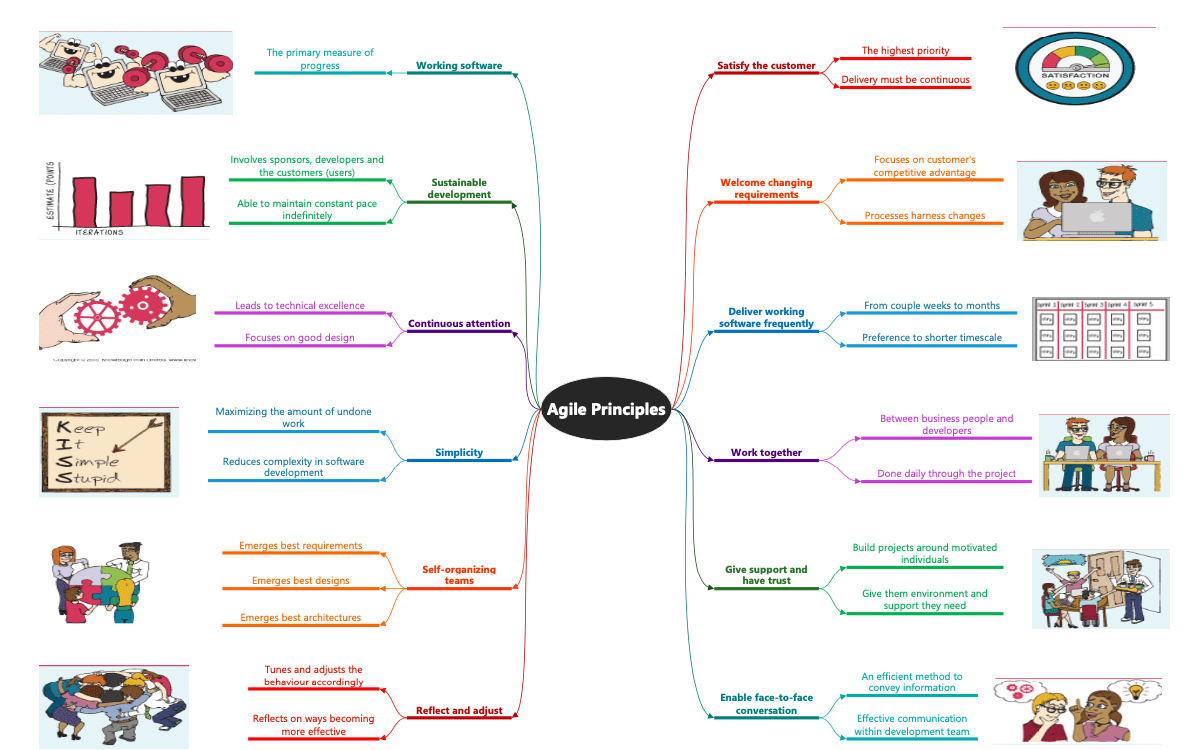 Agile Principles
Satisfy the customer
The highest priority
Delivery must be continuous
SATISFACTION
Welcome changing
requirements
Focuses on customer's
competitive advantage
Processes harness changes
Deliver working
software frequently
From couple weeks to months
Preference to shorter timescale
Sprint 1
Sprint 2
Sprint 3
Sprint 4
Sprint 5
Work together
Between business people and
developers
Done daily through the project
Give support and
have trust
Build projects around motivated
individuals
Give them environment and
support they need
Enable face-to-face
conversation
An efficient method to
convey information
Effective communication
within development team
Working software
The primary measure of
progress
Sustainable
development
Involves sponsors, developers and
the customers (users)
Able to maintain constant pace
indefinitely
ESTIMATE (POINTS
ITERATIONS
Continuous attention
Leads to technical excellence
Focuses on good design
Simplicity
Maximizing the amount of undone
work
Reduces complexity in software
development
Keep
It
Simple
Stupid
Self-organizing
teams
Emerges best requirements
Emerges best designs
Emerges best architectures
Reflect and adjust
Tunes and adjusts the
behaviour accordingly
Reflects on ways becoming
more effective